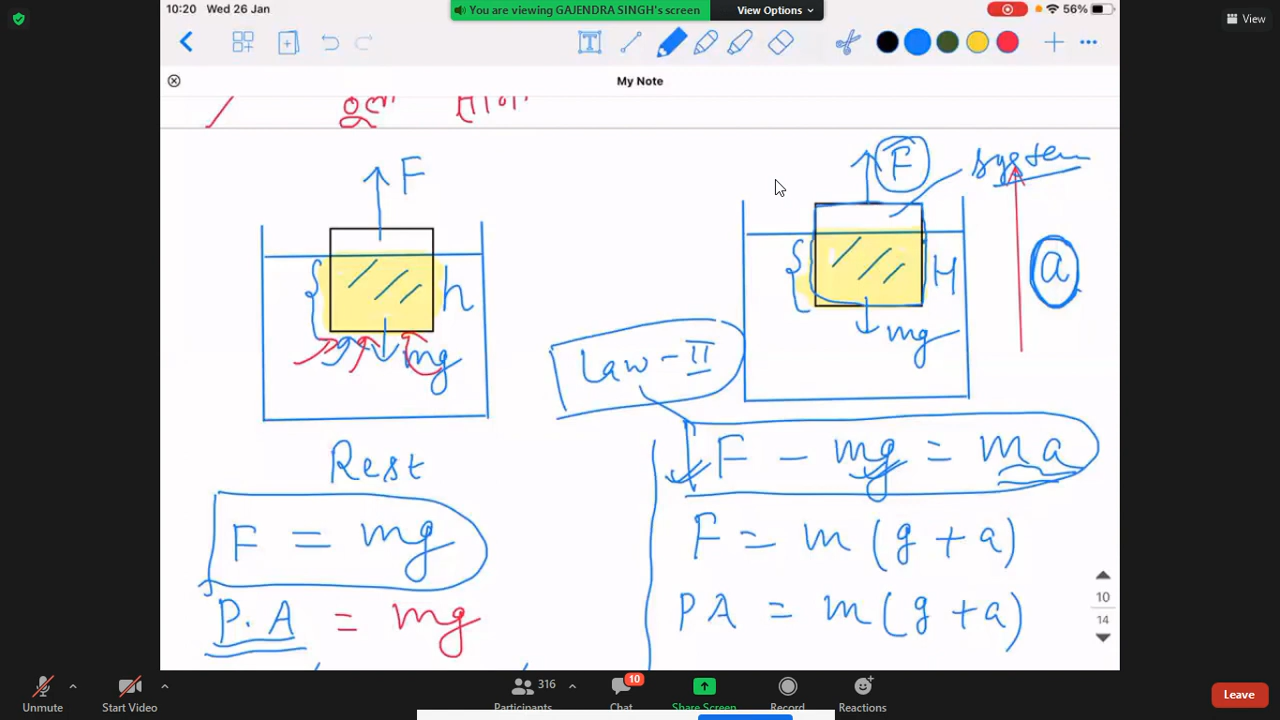 10:20 Wed 26 Jan
You are viewing GAJENDRA SINGH's screen
View Options
56%
View
T
My Note
F
h
mg
Rest
F = mg
P.A = mg
Law - II
F
system
H
a
mg
F - mg = ma
F = m(g + a)
PA = m(g + a)
10
14
Unmute
Start Video
316
Participants
10
Chat
Share Screen
Record
Reactions
Leave